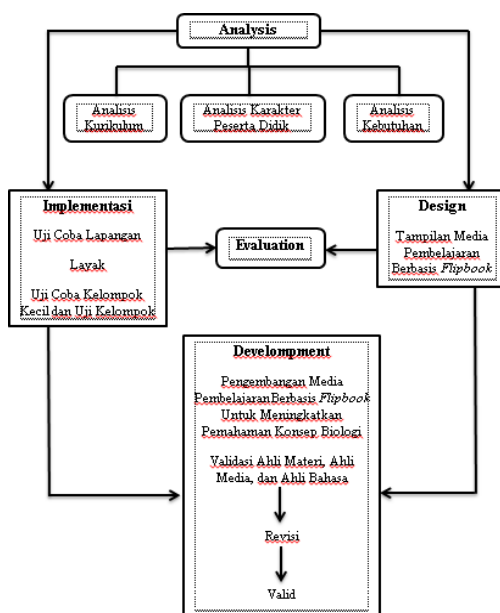 Analysis
Analisis
Kurikulum
Analisis Karakter
Peserta Didik
Analisis
Kebutuhan
Implementasi
Uji Coba Lapangan
Layak
Uji Coba Kelompok
Kecil dan Uji Kelompok
Evaluation
Design
Tampilan Media
Pembelajaran
Berbasis Flipbook
Develompment
Pengembangan Media
Pembelajaran Berbasis Flipbook
Untuk Meningkatkan
Pemahaman Konsep Biologi
Validasi Ahli Materi, Ahli
Media, dan Ahli Bahasa
Revisi
Valid